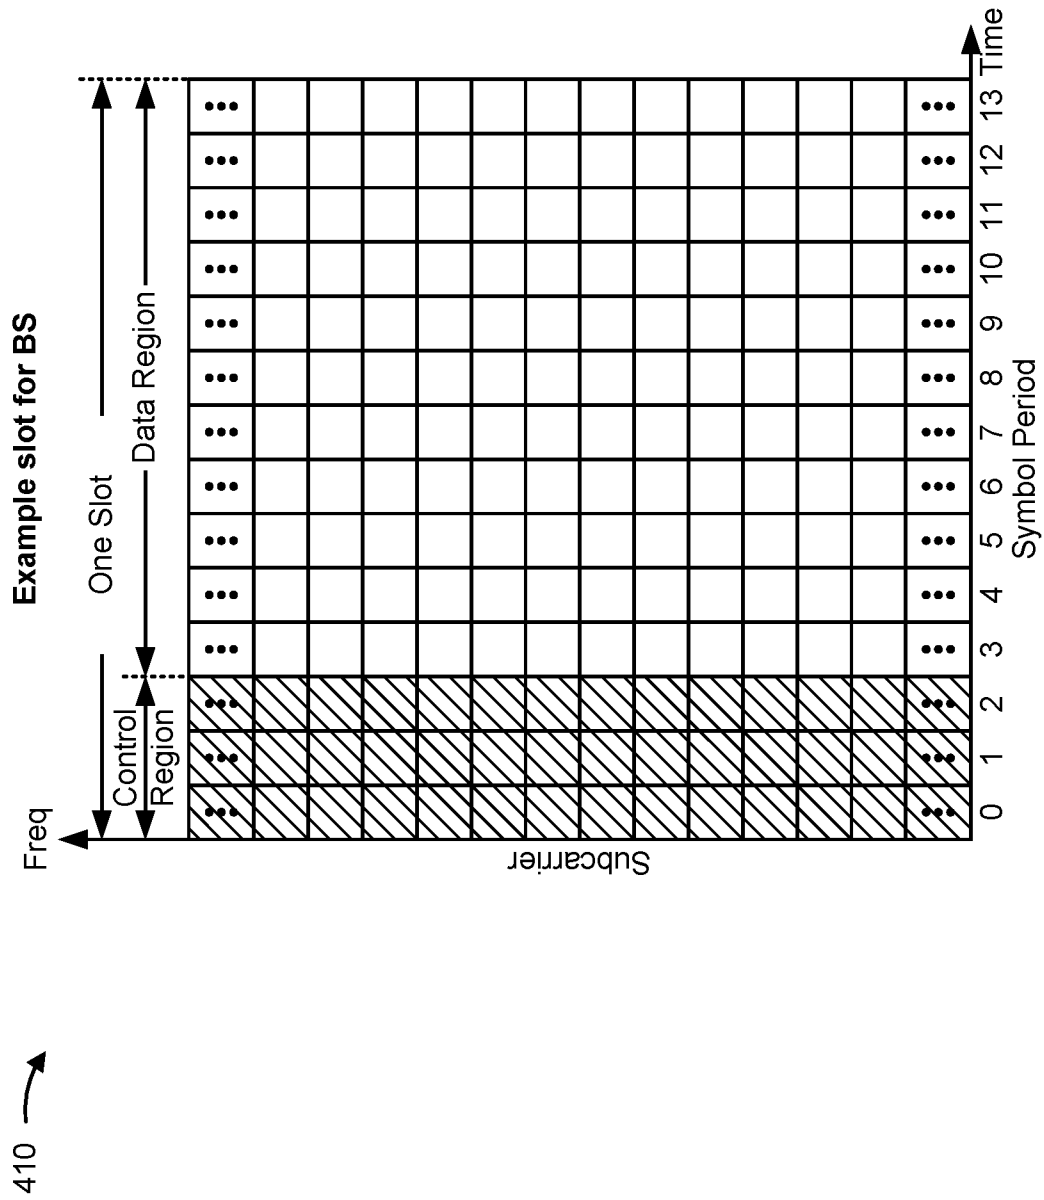 410
Example slot for BS
One Slot
Control
Region
Data Region
Freq
Subcarrier
0 1 2 3 4 5 6 7 8 9 10 11 12 13
Time
Symbol Period